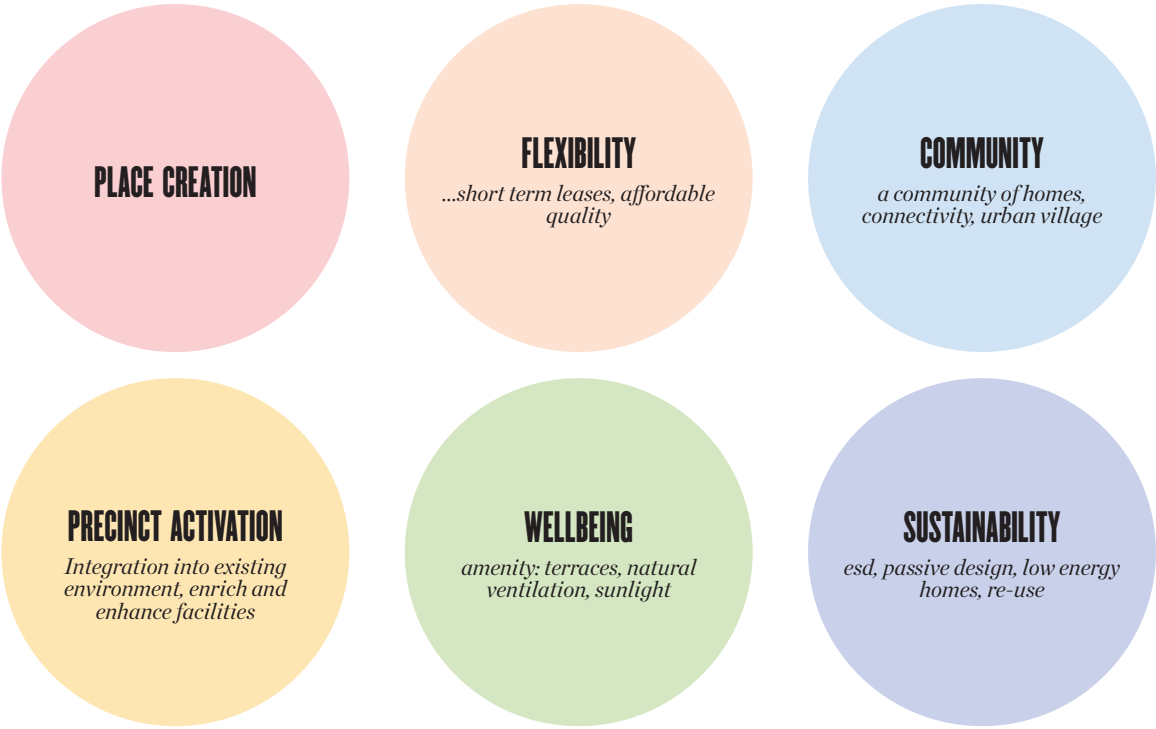 PLACE CREATION
FLEXIBILITY
...short term leases, affordable
quality
COMMUNITY
a community of homes,
connectivity, urban village
PRECINCT ACTIVATION
Integration into existing
environment, enrich and
enhance facilities
WELLBEING
amenity: terraces, natural
ventilation, sunlight
SUSTAINABILITY
esd, passive design, low energy
homes, re-use